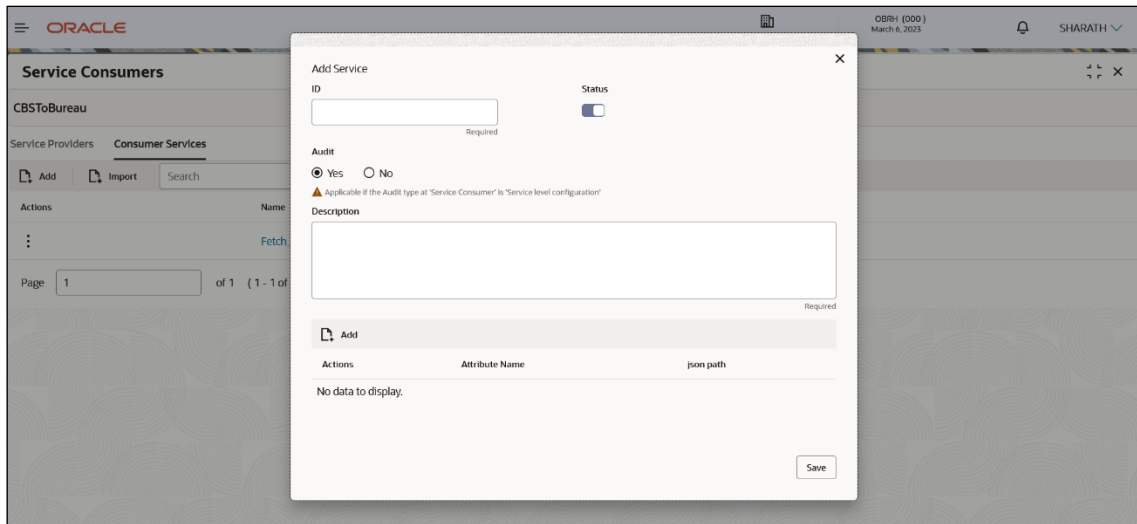 ORACLE
OBRH (000)
March 6, 2023
SHARATH
Service Consumers
CBSToBureau
Service Providers Consumer Services
Add Import Search
Actions Name
Fetch_
Page 1 of 1 ( 1 - 1 of
Add Service
ID Status
Required
Audit
Yes No
Applicable if the Audit type at 'Service Consumer' is 'Service level configuration'
Description
Required
Add
Actions Attribute Name json path
No data to display.
Save